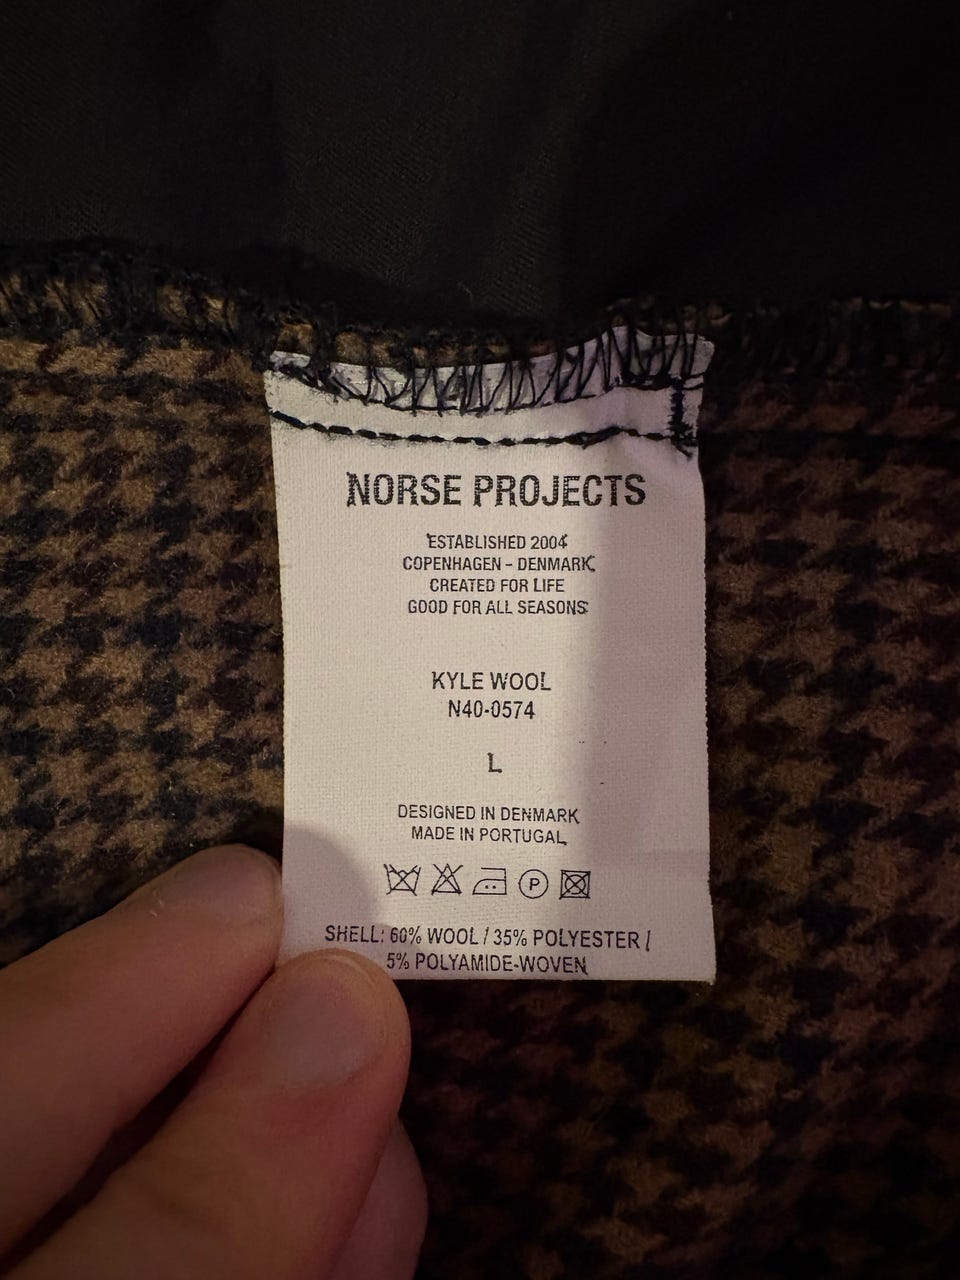 NORSE PROJECTS
ESTABLISHED 2004
COPENHAGEN - DENMARK
CREATED FOR LIFE
GOOD FOR ALL SEASONS
KYLE WOOL
N40-0574
L
DESIGNED IN DENMARK
MADE IN PORTUGAL
P
SHELL: 60% WOOL / 35% POLYESTER /
5% POLYAMIDE-WOVEN